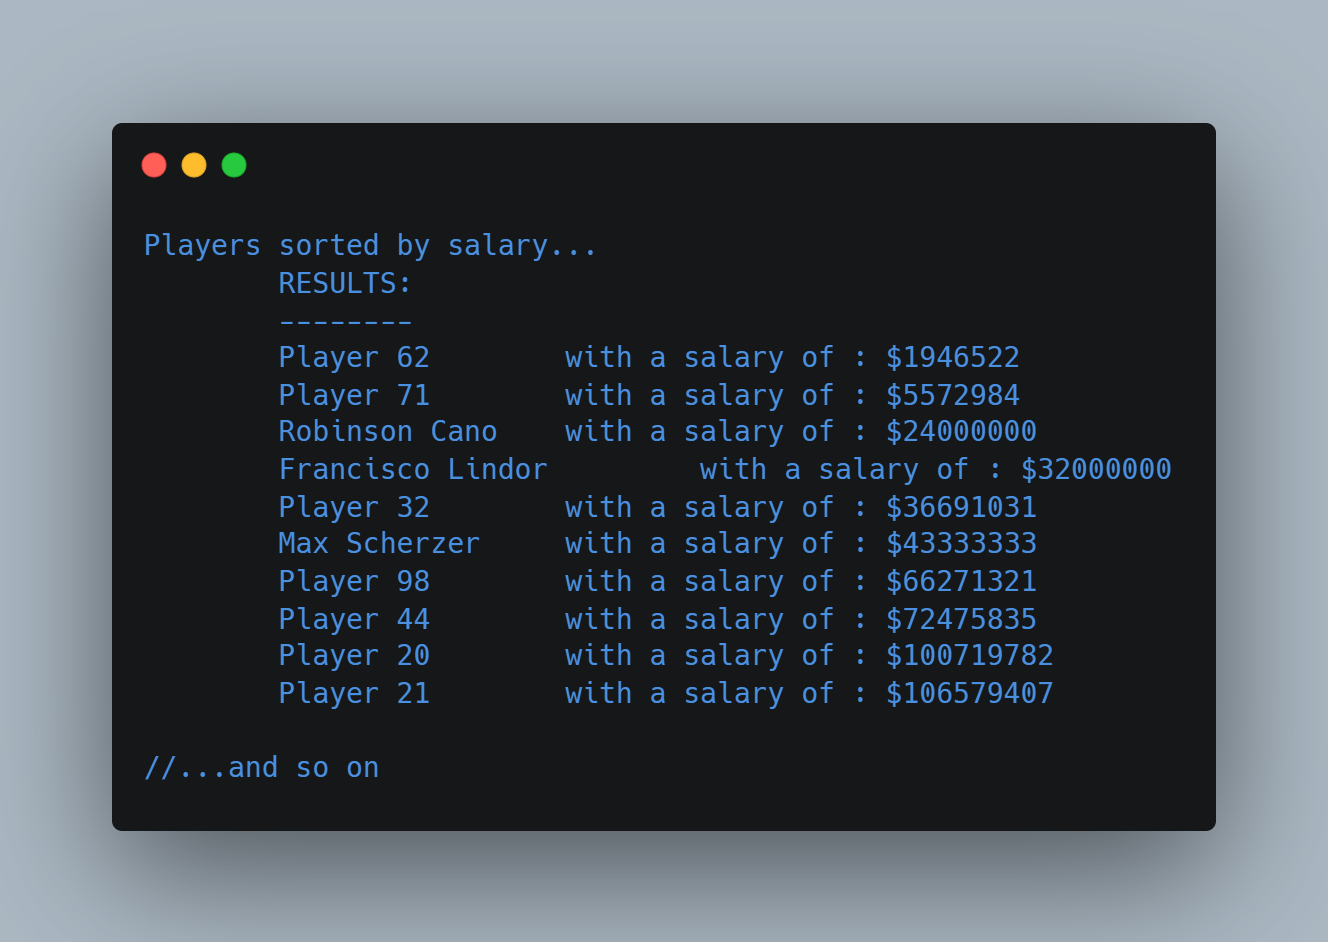 Players sorted by salary...
        RESULTS:
        --------
        Player 62        with a salary of : $1946522
        Player 71        with a salary of : $5572984
        Robinson Cano    with a salary of : $24000000
        Francisco Lindor         with a salary of : $32000000
        Player 32        with a salary of : $36691031
        Max Scherzer     with a salary of : $43333333
        Player 98        with a salary of : $66271321
        Player 44        with a salary of : $72475835
        Player 20        with a salary of : $100719782
        Player 21        with a salary of : $106579407

//...and so on